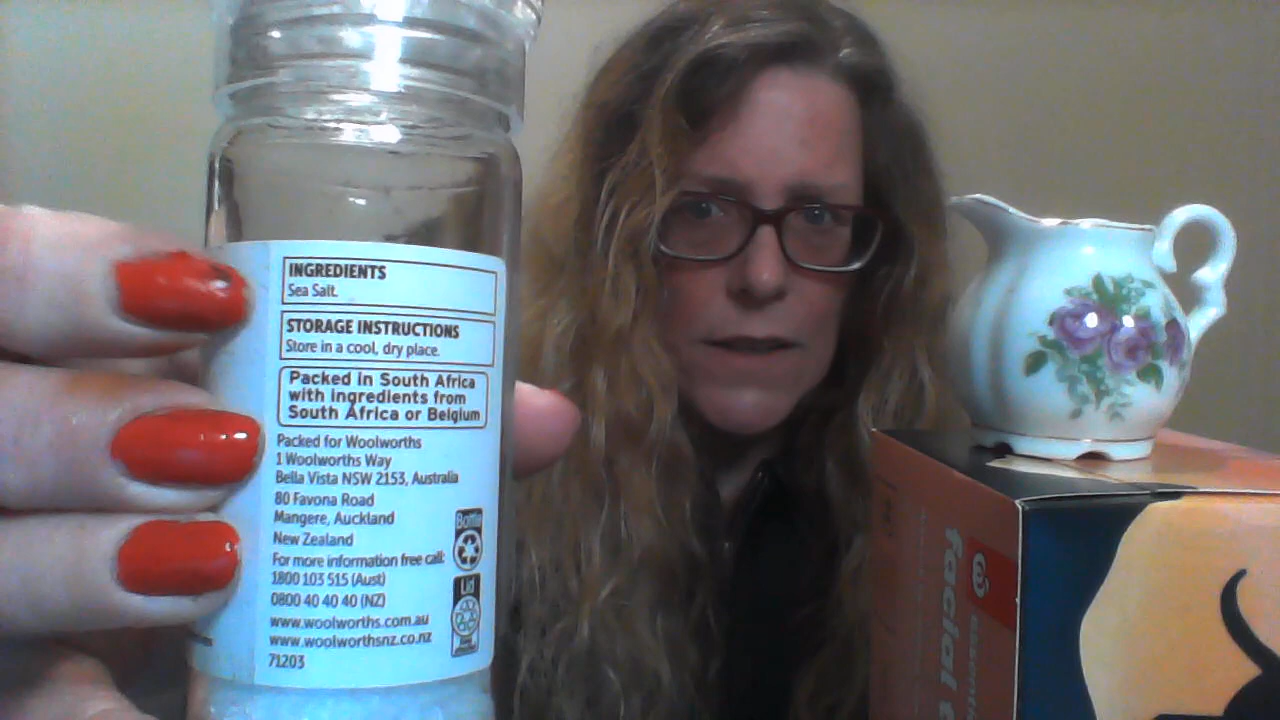 INGREDIENTS
Sea Salt.
STORAGE INSTRUCTIONS
Store in a cool, dry place.
Packed in South Africa
with ingredients from
South Africa or Belgium
Packed for Woolworths
1 Woolworths Way
Bella Vista NSW 2153, Australia
80 Favona Road
Mangere, Auckland
New Zealand
For more information free call:
1800 103 515 (Aust)
0800 40 40 40 (NZ)
www.woolworths.com.au
www.woolworthsnz.co.nz
71203
Bottle
Lid
essentials
facial